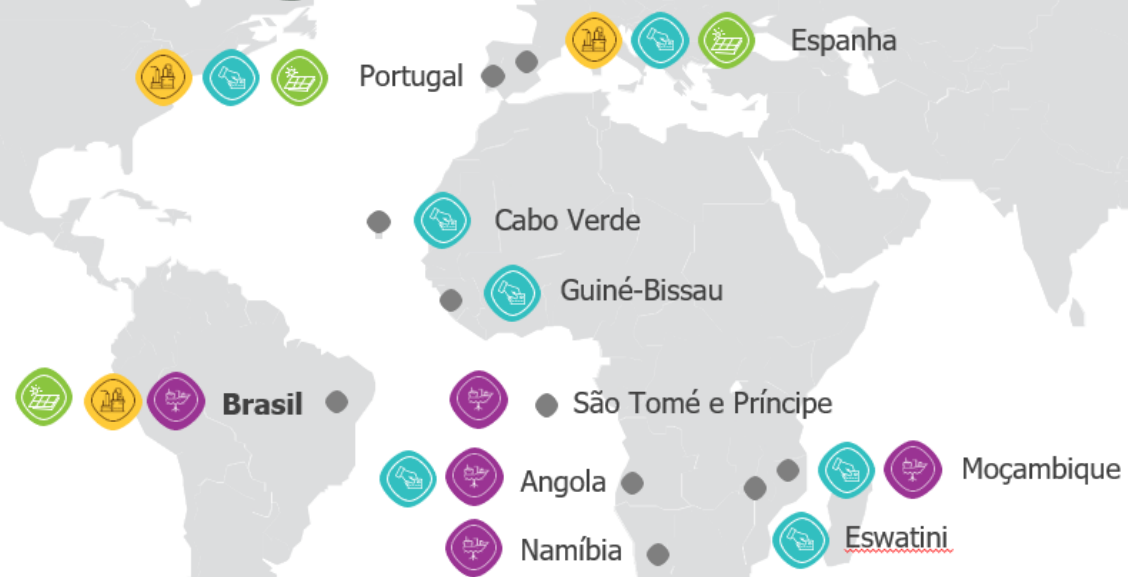 Espanha
Portugal
Cabo Verde
Guiné-Bissau
Brasil
São Tomé e Príncipe
Angola
Moçambique
Eswatini
Namíbia